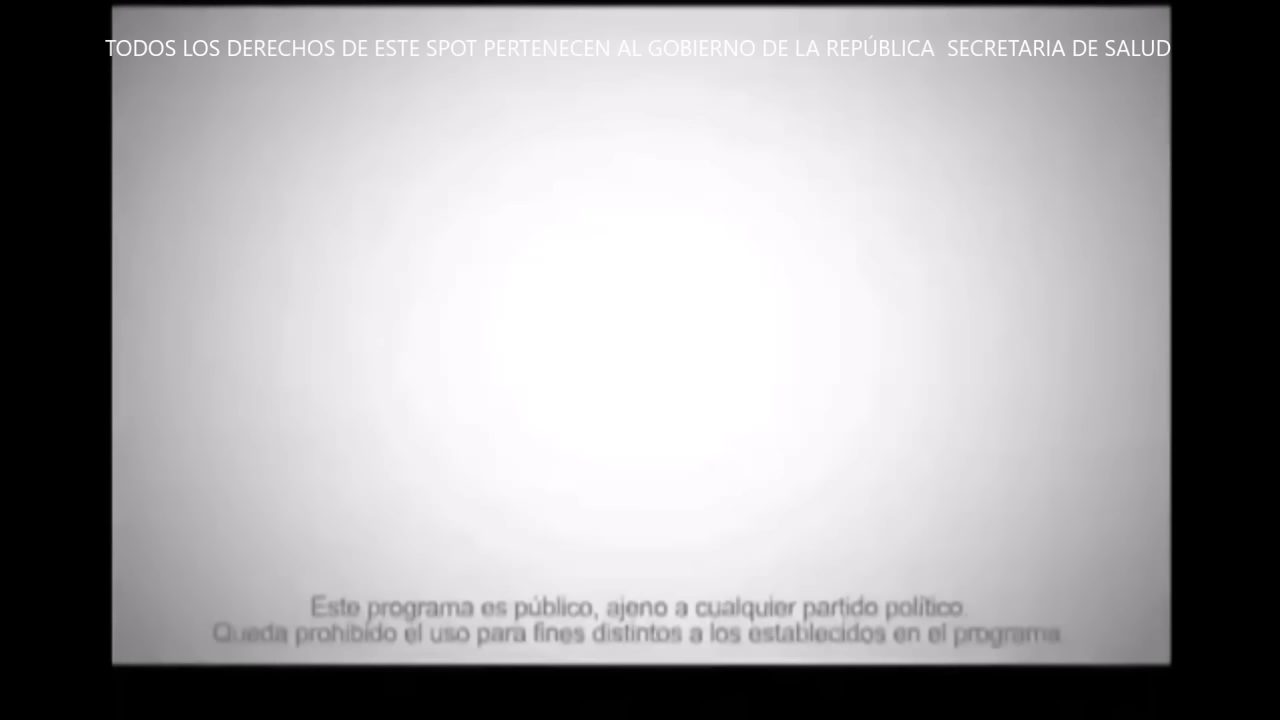 TODOS LOS DERECHOS DE ESTE SPOT PERTENECEN AL GOBIERNO DE LA REPÚBLICA SECRETARIA DE SALUD
Este programa es público, ajeno a cualquier partido político.
Queda prohibido el uso para fines distintos a los establecidos en el programa